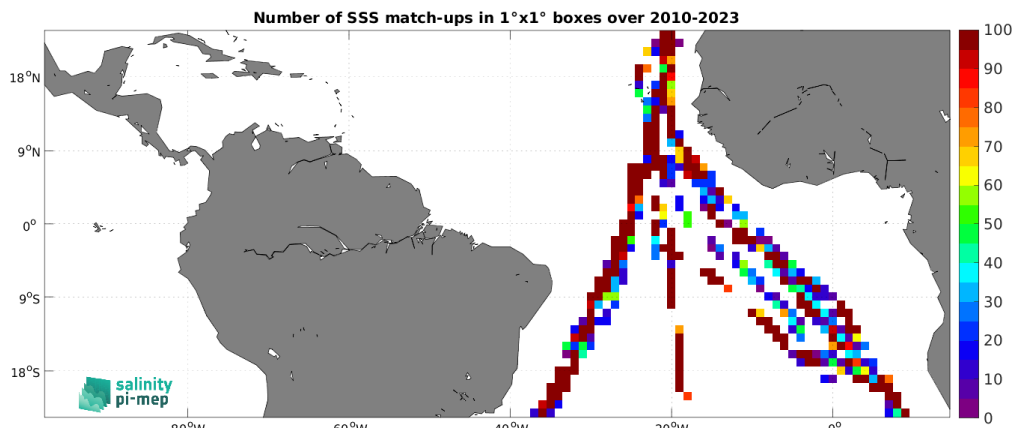 Number of SSS match-ups in 1°x1° boxes over 2010-2023
18°N
9°N
0°
9°S
18°S
80°W
60°W
40°W
20°W
0°
100
90
80
70
60
50
40
30
20
10
0
salinity
pi-mep